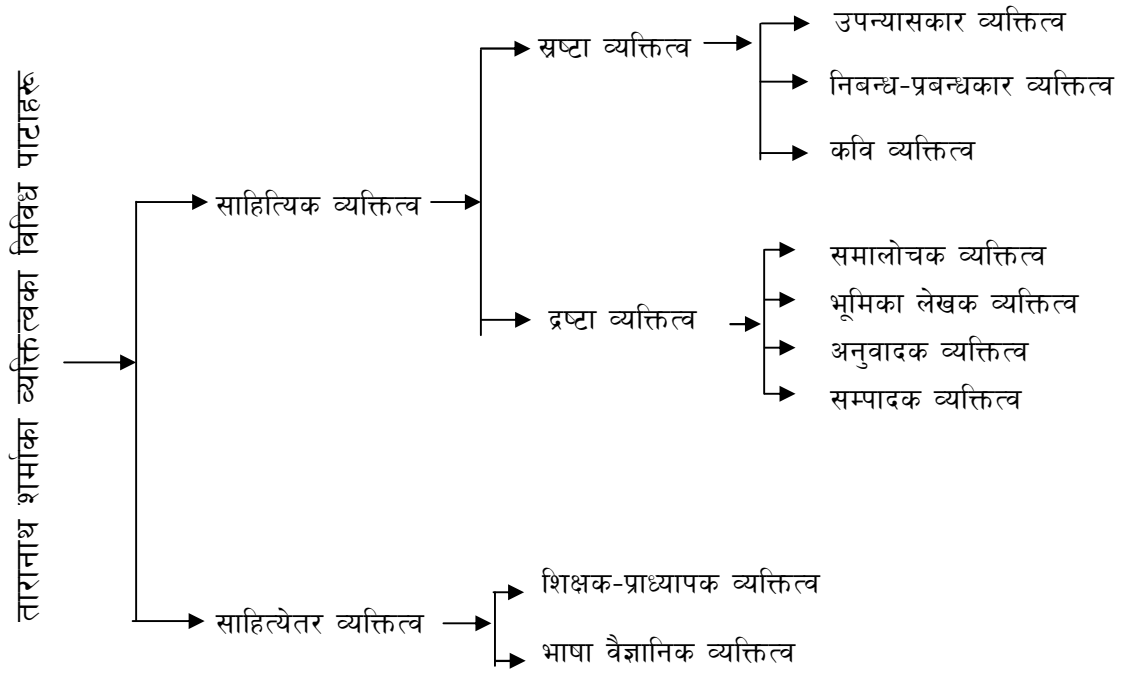 तारानाथ शर्माका व्यक्तित्वका विविध पाटाहरू
साहित्यिक व्यक्तित्व
स्रष्टा व्यक्तित्व
उपन्यासकार व्यक्तित्व
निबन्ध-प्रबन्धकार व्यक्तित्व
कवि व्यक्तित्व
द्रष्टा व्यक्तित्व
समालोचक व्यक्तित्व
भूमिका लेखक व्यक्तित्व
अनुवादक व्यक्तित्व
सम्पादक व्यक्तित्व
साहित्येतर व्यक्तित्व
शिक्षक-प्राध्यापक व्यक्तित्व
भाषा वैज्ञानिक व्यक्तित्व